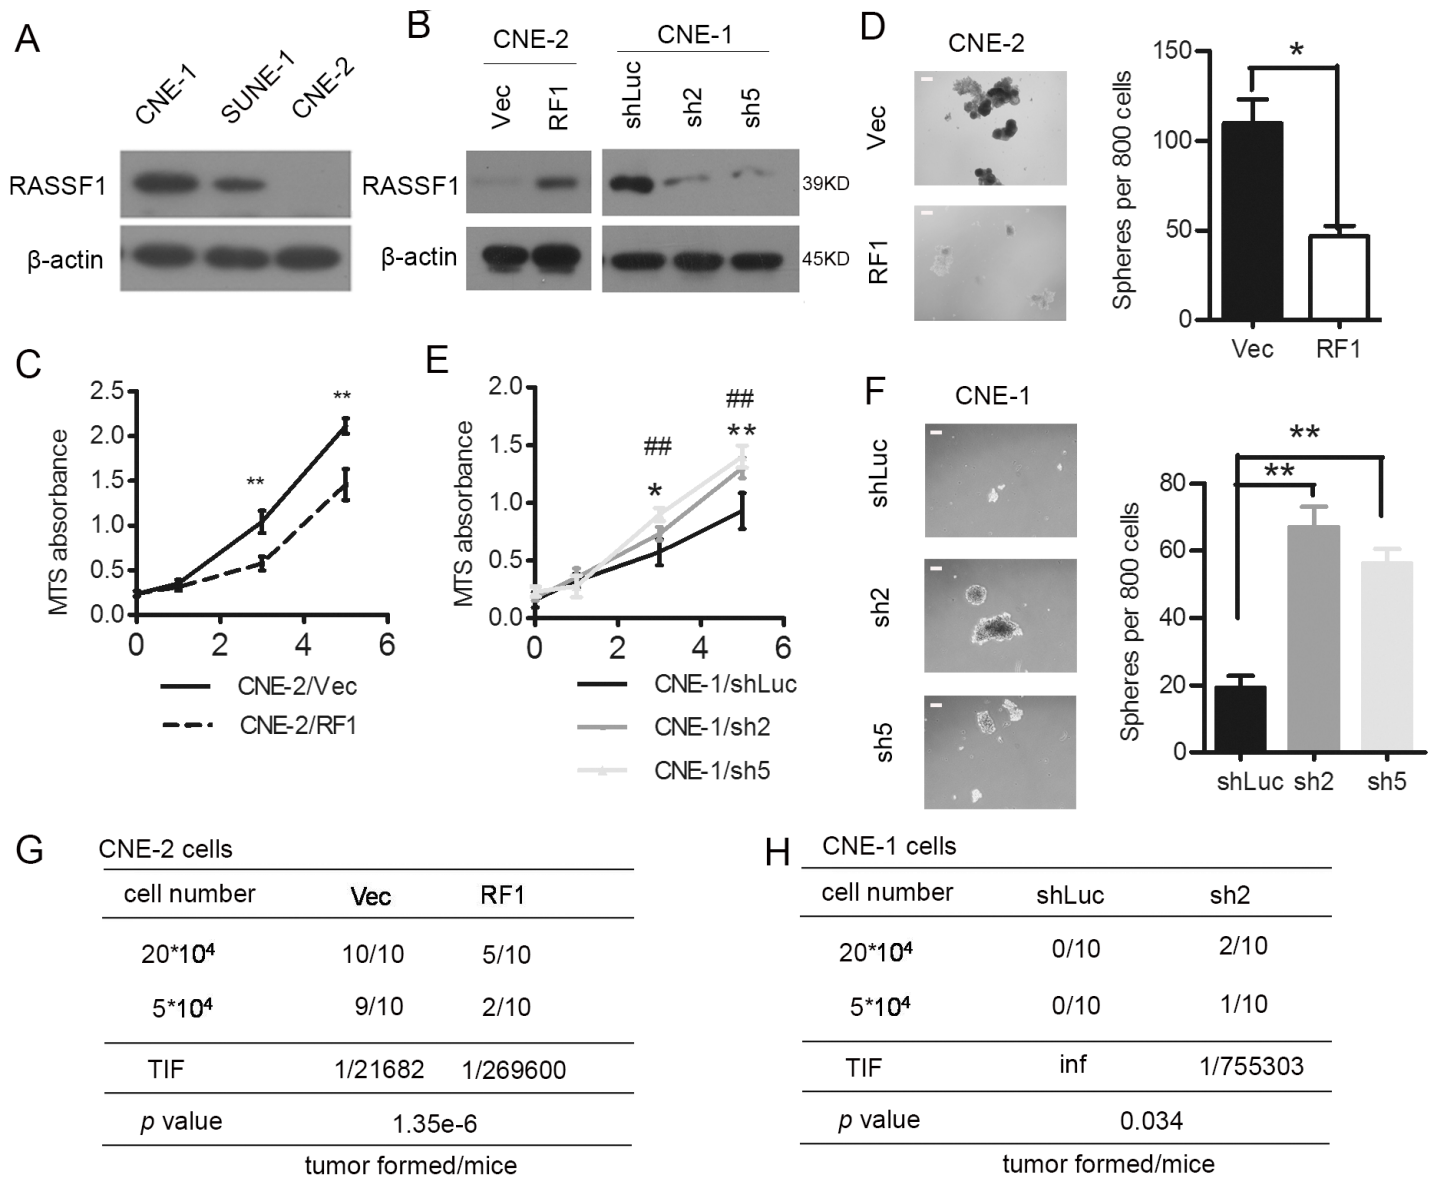 A
CNE-1
SUNE-1
CNE-2
RASSF1
β-actin
B
CNE-2
CNE-1
Vec
RF1
shLuc
sh2
sh5
RASSF1
39KD
β-actin
45KD
C
MTS absorbance
2.5
2.0
1.5
1.0
0.5
0.0
**
**
0 2 4 6
CNE-2/Vec
CNE-2/RF1
D
CNE-2
Vec
RF1
Spheres per 800 cells
150
100
50
0
*
Vec RF1
E
MTS absorbance
2.0
1.5
1.0
0.5
0.0
##
*
##
**
0 2 4 6
CNE-1/shLuc
CNE-1/sh2
CNE-1/sh5
F
CNE-1
shLuc
sh2
sh5
Spheres per 800 cells
80
60
40
20
0
**
**
shLuc sh2 sh5
G
CNE-2 cells
cell number Vec RF1
20*10⁴ 10/10 5/10
5*10⁴ 9/10 2/10
TIF 1/21682 1/269600
p value 1.35e-6
tumor formed/mice
H
CNE-1 cells
cell number shLuc sh2
20*10⁴ 0/10 2/10
5*10⁴ 0/10 1/10
TIF inf 1/755303
p value 0.034
tumor formed/mice